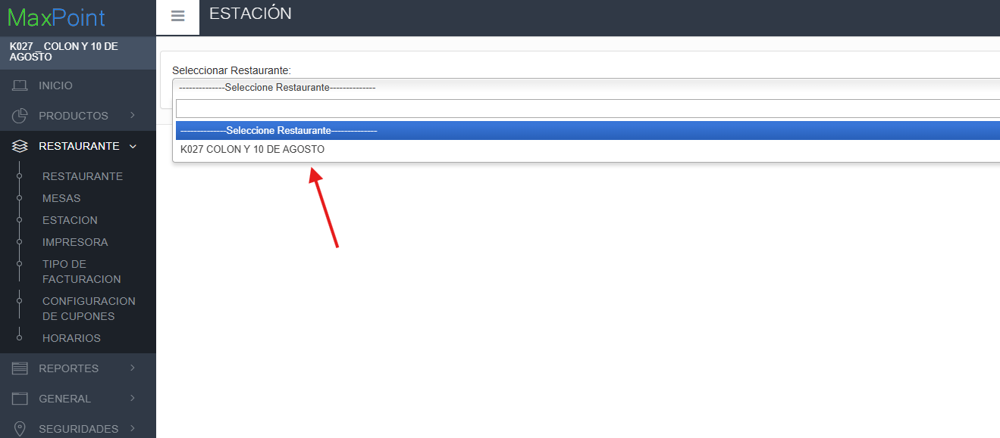 MaxPoint
ESTACIÓN
K027 _ COLON Y 10 DE
AGOSTO
INICIO
PRODUCTOS
RESTAURANTE
RESTAURANTE
MESAS
ESTACION
IMPRESORA
TIPO DE
FACTURACION
CONFIGURACION
DE CUPONES
HORARIOS
REPORTES
GENERAL
SEGURIDADES
Seleccionar Restaurante:
--------------Seleccione Restaurante--------------
--------------Seleccione Restaurante--------------
K027 COLON Y 10 DE AGOSTO